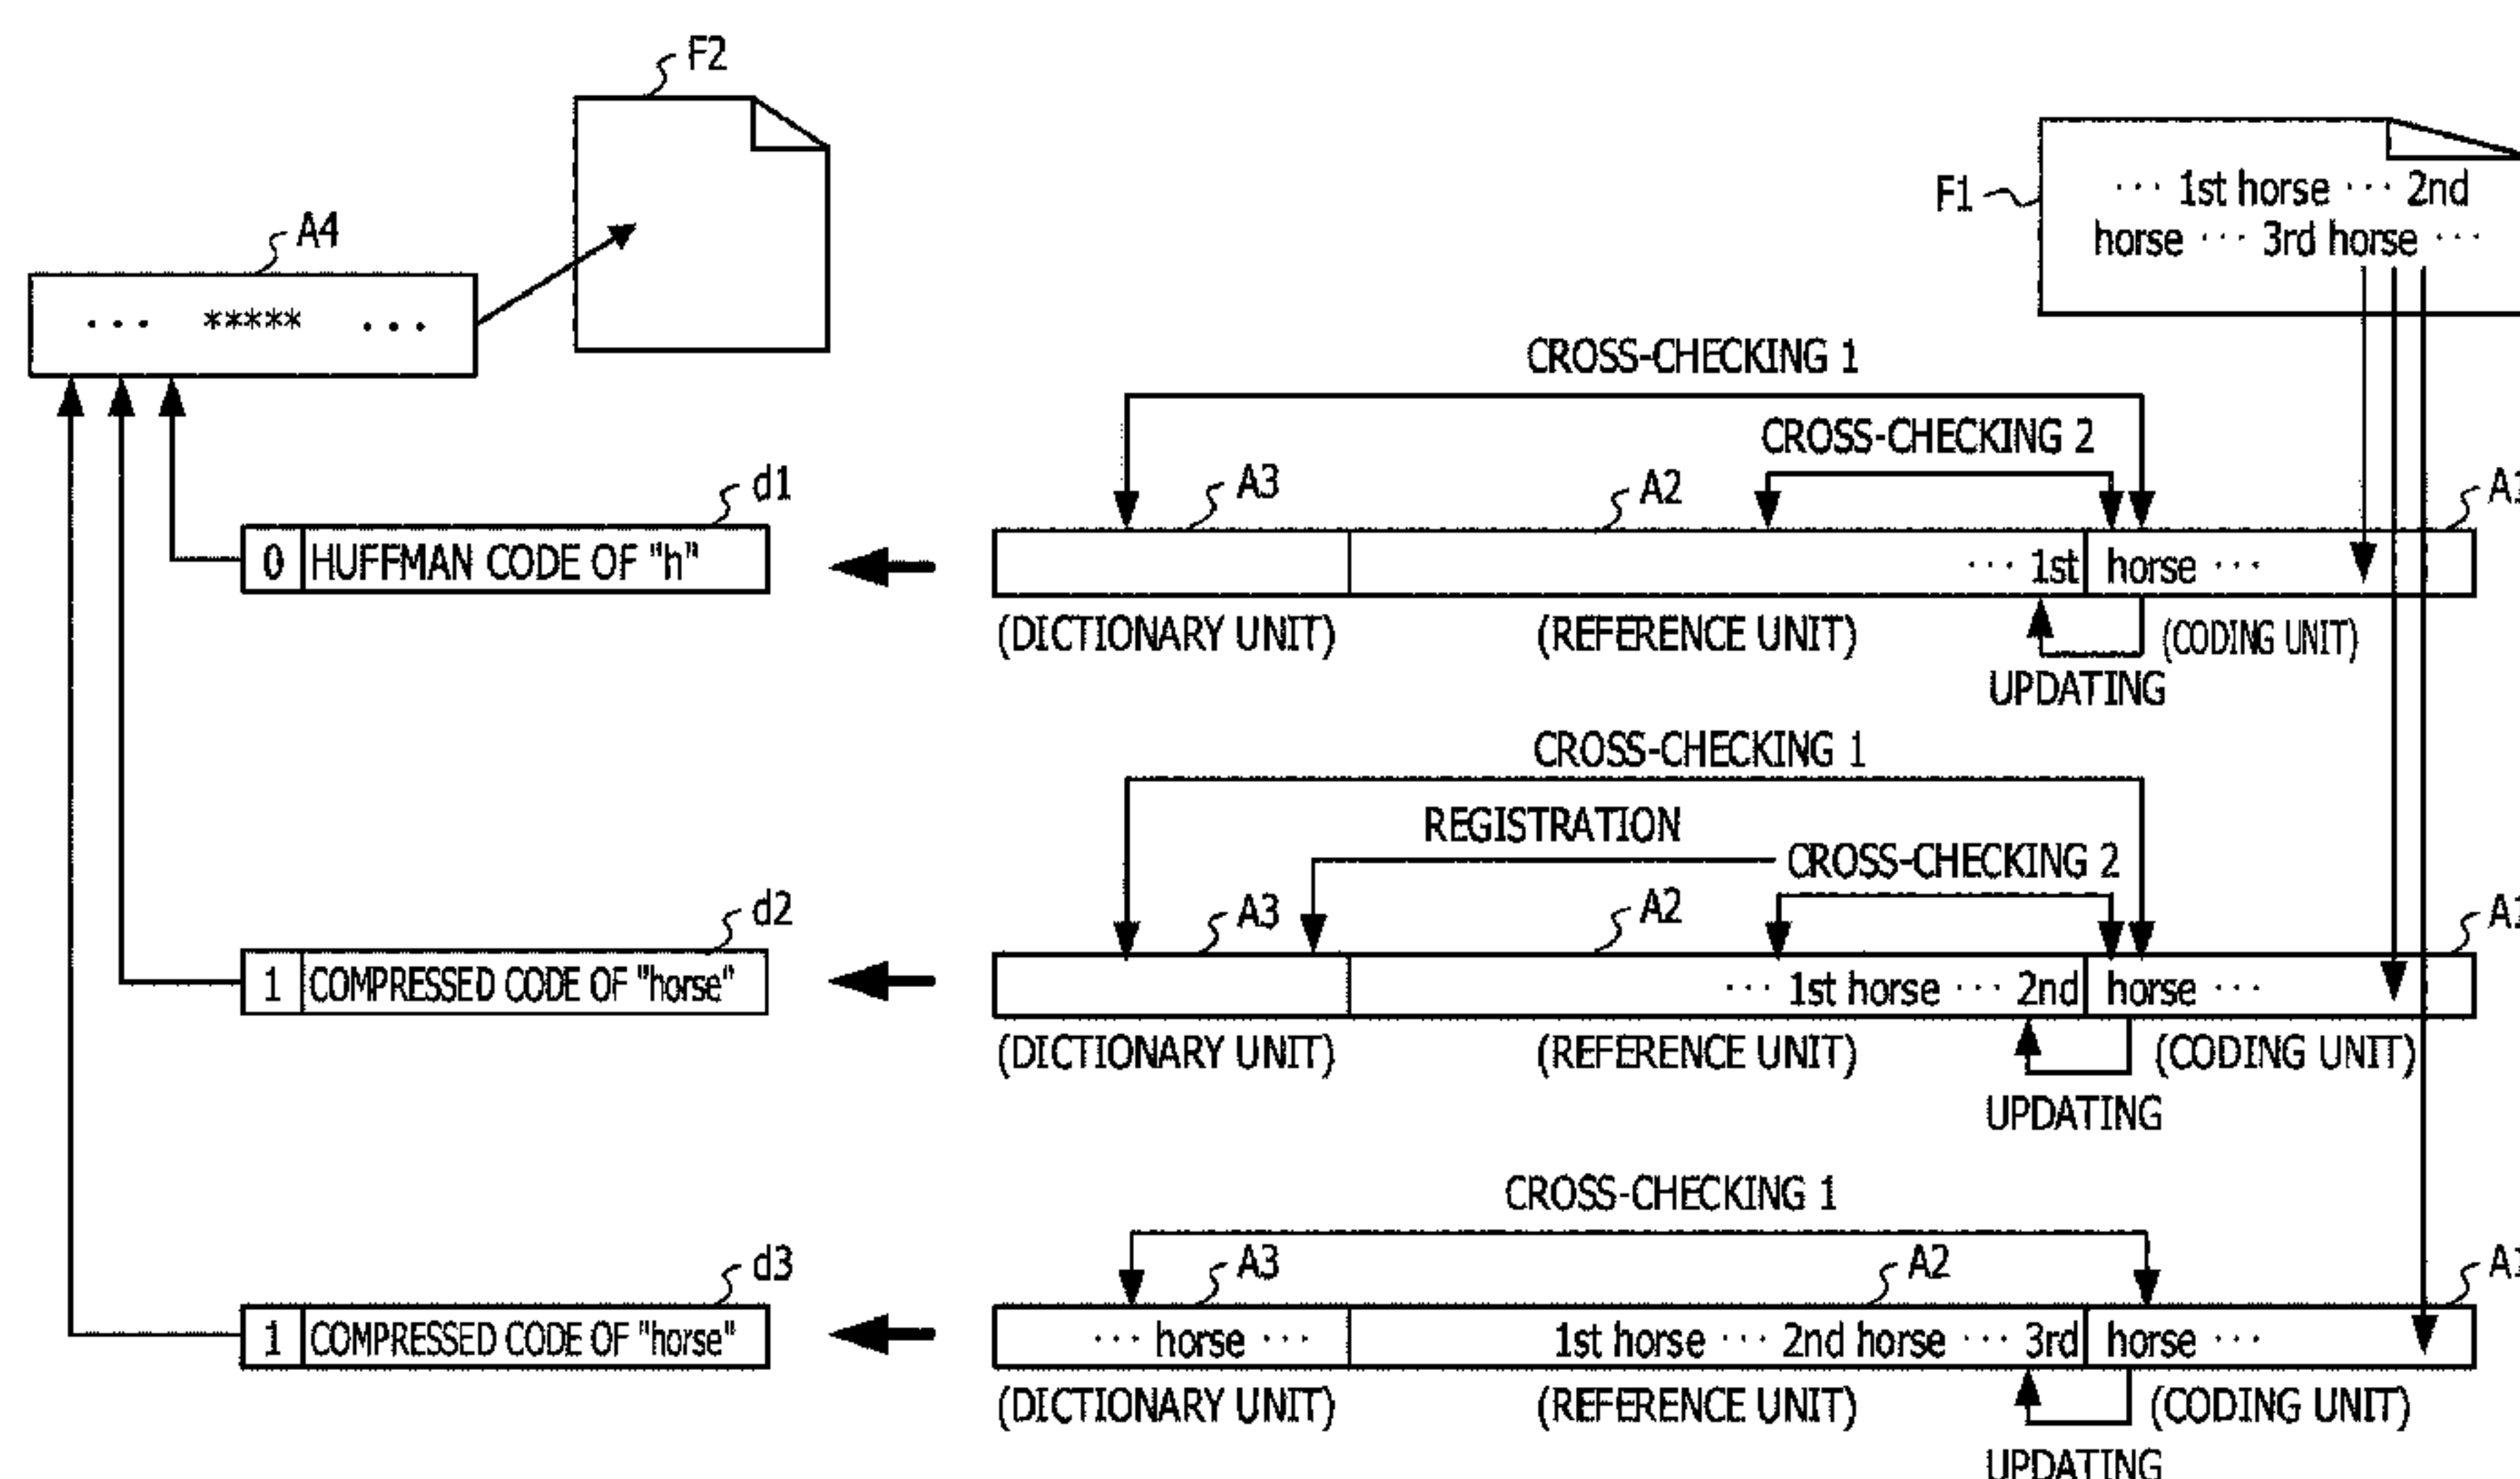 F2
F1
··· 1st horse ··· 2nd
horse ··· 3rd horse ···
A4
··· ***** ···
CROSS-CHECKING 1
CROSS-CHECKING 2
d1
A3
A2
0 HUFFMAN CODE OF "h"
··· 1st horse ···
(DICTIONARY UNIT) (REFERENCE UNIT) (CODING UNIT)
UPDATING
CROSS-CHECKING 1
REGISTRATION
CROSS-CHECKING 2
d2
A3
A2
1 COMPRESSED CODE OF "horse"
··· 1st horse ··· 2nd horse ···
(DICTIONARY UNIT) (REFERENCE UNIT) (CODING UNIT)
UPDATING
CROSS-CHECKING 1
d3
A3
A2
1 COMPRESSED CODE OF "horse"
··· horse ··· 1st horse ··· 2nd horse ··· 3rd horse ···
(DICTIONARY UNIT) (REFERENCE UNIT) (CODING UNIT)
UPDATING